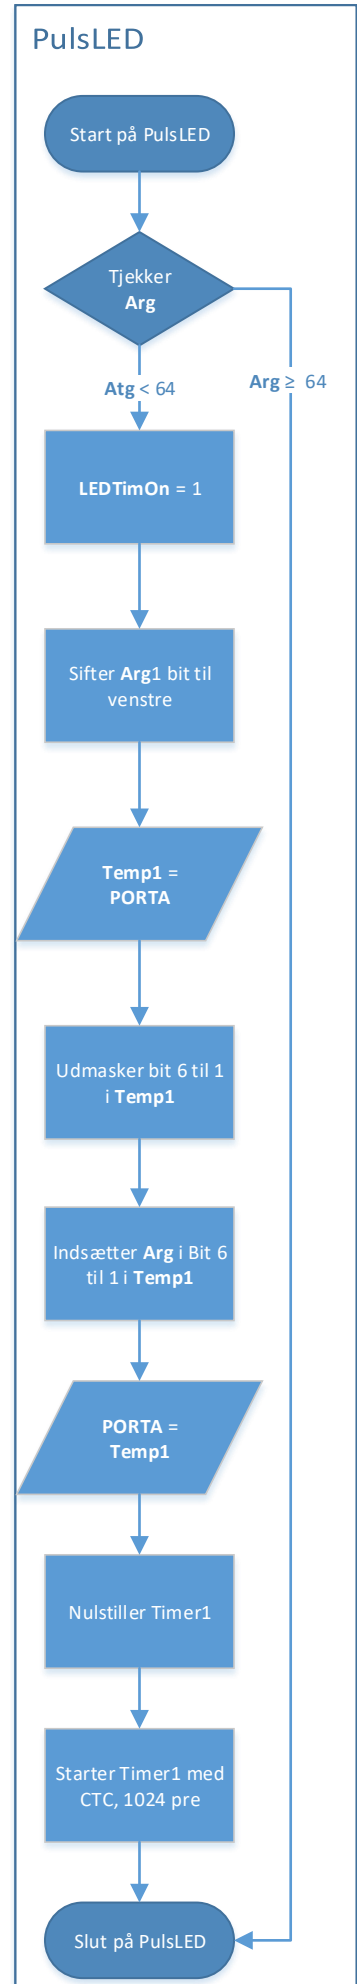 PulsLED
Start på PulsLED
Tjekker
Arg
Atg < 64
Arg ≥ 64
LEDTimOn = 1
Sifter Arg1 bit til
venstre
Temp1 =
PORTA
Udmasker bit 6 til 1
i Temp1
Indsætter Arg i Bit 6
til 1 i Temp1
PORTA =
Temp1
Nulstiller Timer1
Starter Timer1 med
CTC, 1024 pre
Slut på PulsLED